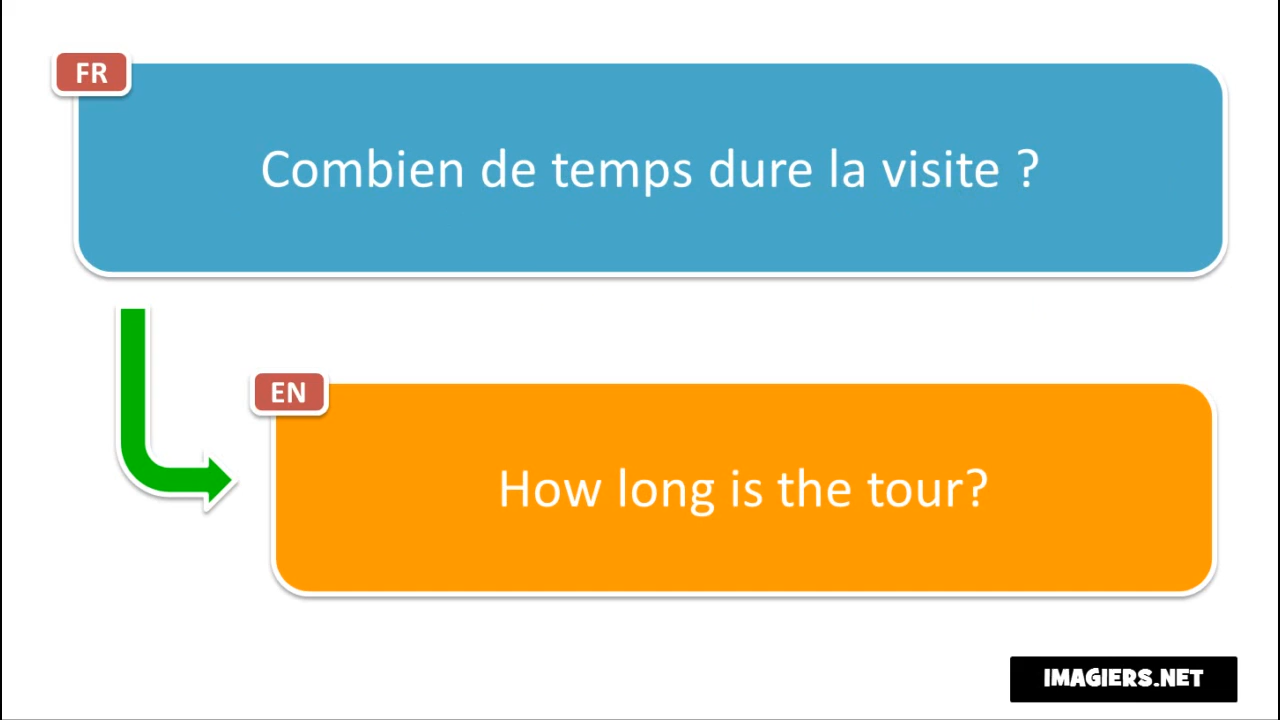 FR
Combien de temps dure la visite ?
EN
How long is the tour?
IMAGIERS.NET